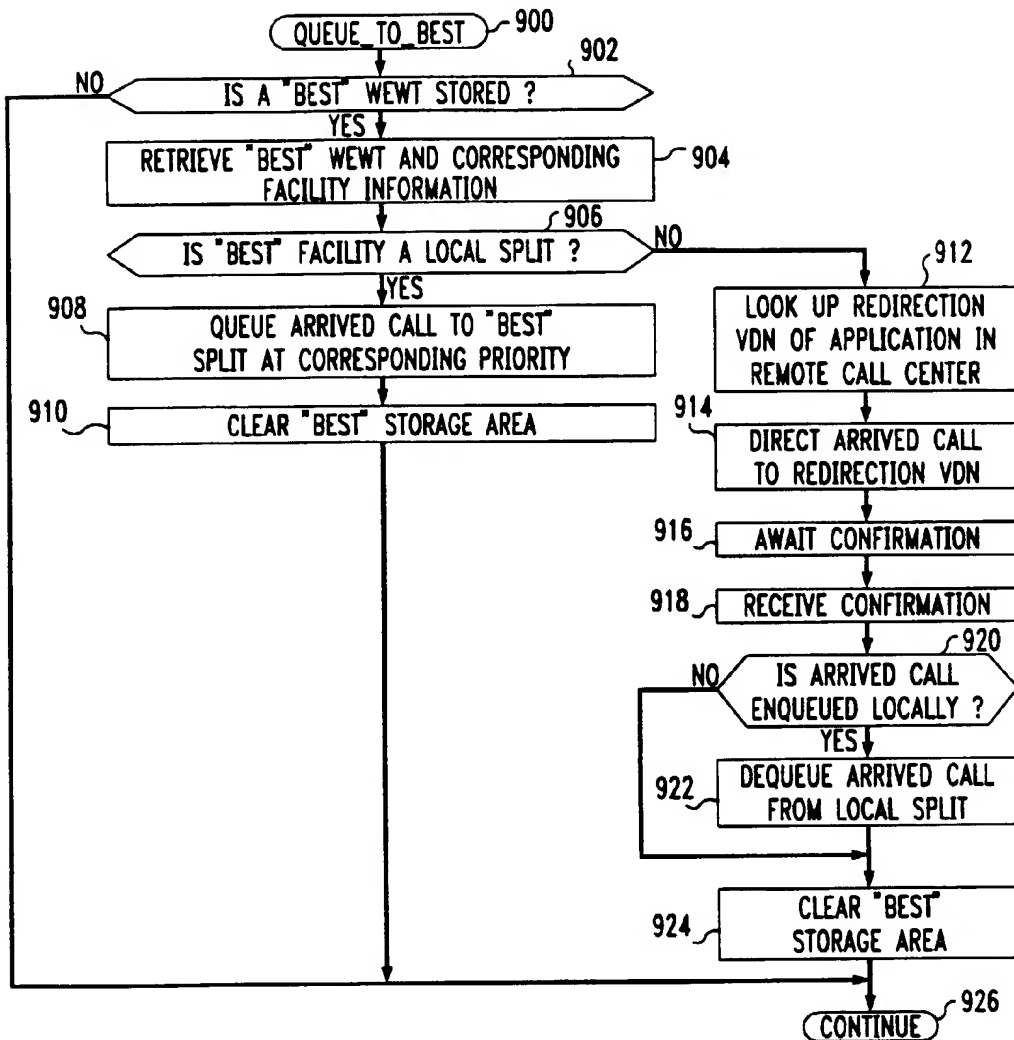 QUEUE_TO_BEST
900
902
NO
IS A "BEST" WEWT STORED ?
YES
RETRIEVE "BEST" WEWT AND CORRESPONDING
FACILITY INFORMATION
904
906
IS "BEST" FACILITY A LOCAL SPLIT ?
NO
YES
908
QUEUE ARRIVED CALL TO "BEST"
SPLIT AT CORRESPONDING PRIORITY
910
CLEAR "BEST" STORAGE AREA
912
LOOK UP REDIRECTION
VDN OF APPLICATION IN
REMOTE CALL CENTER
914
DIRECT ARRIVED CALL
TO REDIRECTION VDN
916
AWAIT CONFIRMATION
918
RECEIVE CONFIRMATION
920
NO
IS ARRIVED CALL
ENQUEUED LOCALLY ?
YES
922
DEQUEUE ARRIVED CALL
FROM LOCAL SPLIT
924
CLEAR "BEST"
STORAGE AREA
926
CONTINUE